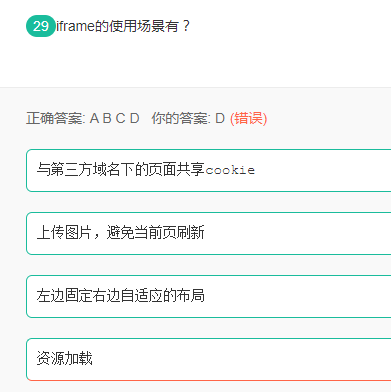 29 iframe的使用场景有？
正确答案: A B C D 你的答案: D (错误)
与第三方域名下的页面共享cookie
上传图片，避免当前页刷新
左边固定右边自适应的布局
资源加载